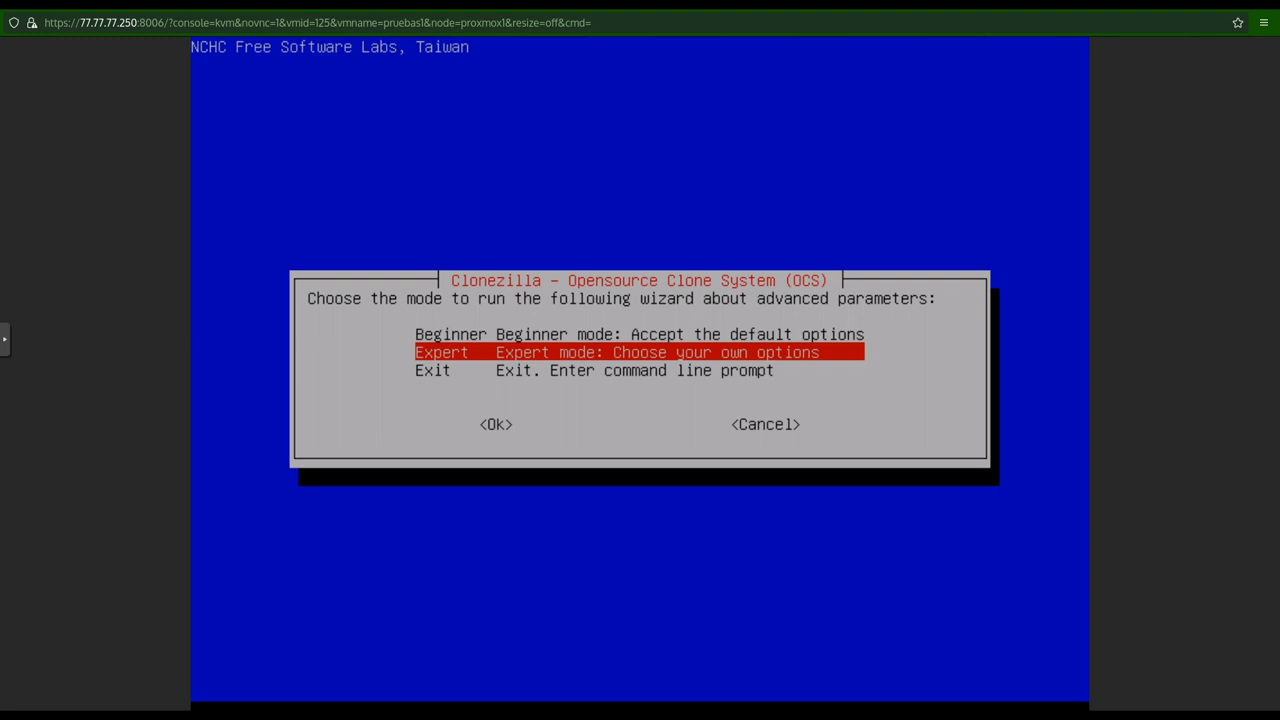 https://77.77.77.250:8006/?console=kvm&novnc=1&vmid=125&vmname=pruebas1&node=proxmox1&resize=off&cmd=
NCHC Free Software Labs, Taiwan
Clonezilla - Opensource Clone System (OCS)
Choose the mode to run the following wizard about advanced parameters:
Beginner Beginner mode: Accept the default options
Expert Expert mode: Choose your own options
Exit Exit. Enter command line prompt
<Ok> <Cancel>